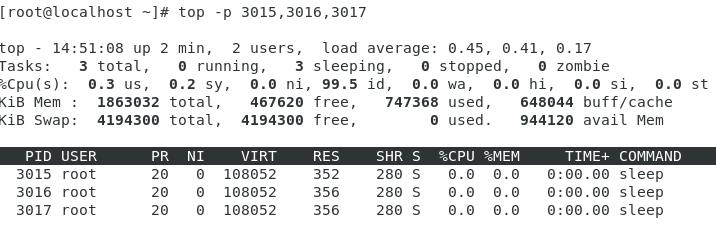 [root@localhost ~]# top -p 3015,3016,3017
top - 14:51:08 up 2 min,  2 users,  load average: 0.45, 0.41, 0.17
Tasks:   3 total,   0 running,   3 sleeping,   0 stopped,   0 zombie
%Cpu(s):  0.3 us,  0.2 sy,  0.0 ni, 99.5 id,  0.0 wa,  0.0 hi,  0.0 si,  0.0 st
KiB Mem :  1863032 total,   467620 free,   747368 used,   648044 buff/cache
KiB Swap:  4194300 total,  4194300 free,        0 used.   944120 avail Mem
PID USER      PR  NI    VIRT    RES    SHR S  %CPU %MEM     TIME+ COMMAND
3015 root      20   0  108052    352    280 S   0.0  0.0   0:00.00 sleep
3016 root      20   0  108052    356    280 S   0.0  0.0   0:00.00 sleep
3017 root      20   0  108052    356    280 S   0.0  0.0   0:00.00 sleep